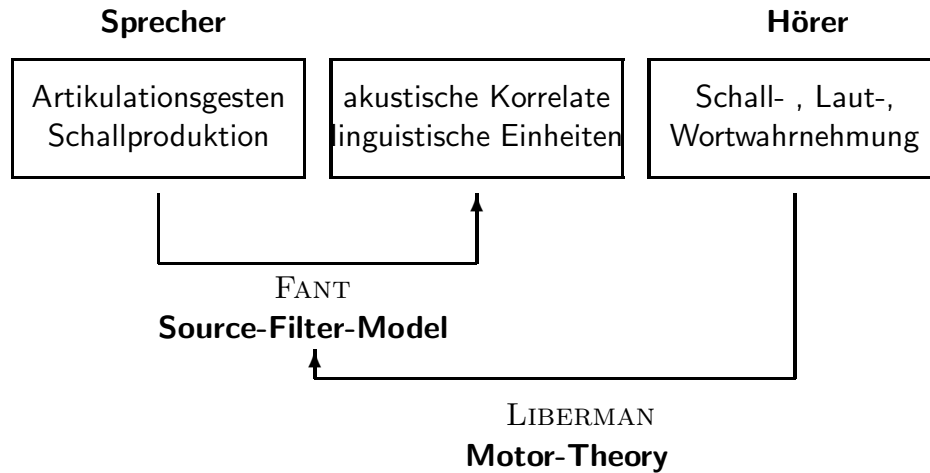 Sprecher
Hörer
Artikulationsgesten
Schallproduktion
akustische Korrelate
linguistische Einheiten
Schall- , Laut-,
Wortwahrnehmung
FANT
Source-Filter-Model
LIBERMAN
Motor-Theory